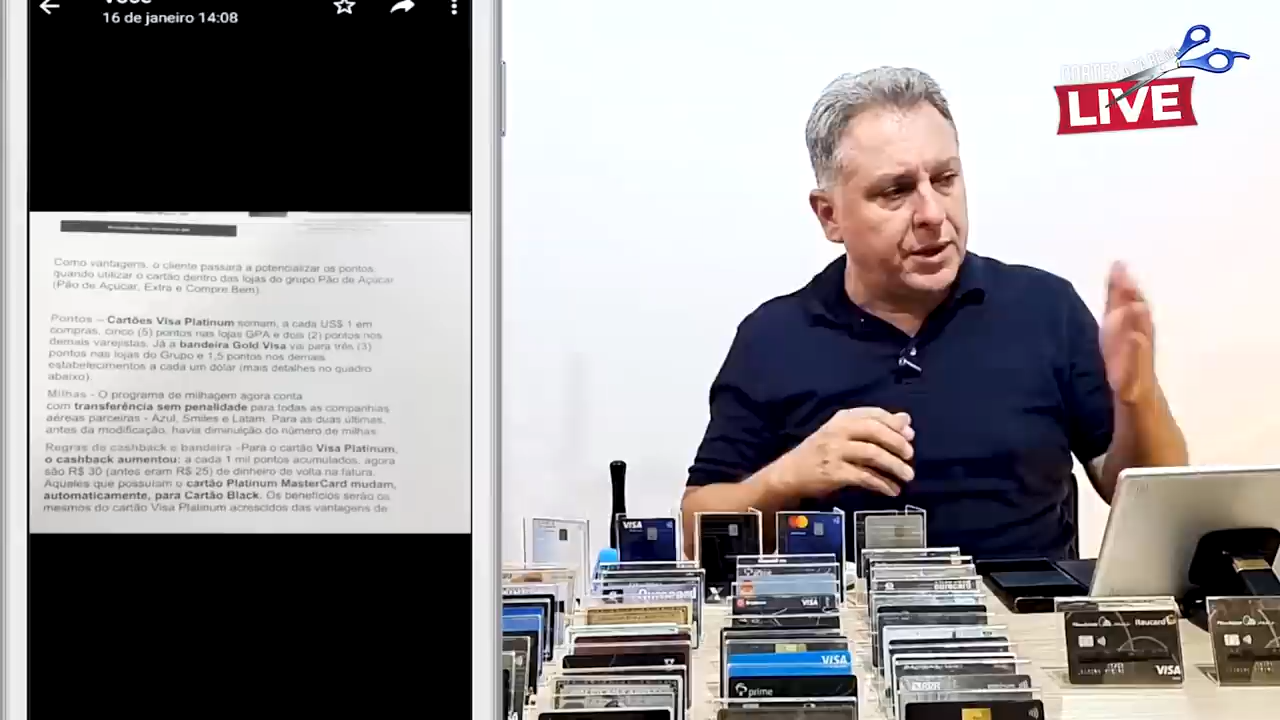 Você
16 de janeiro 14:08
CORTES
LIVE
Como vantagens, o cliente passará a potencializar os pontos,
quando utilizar o cartão dentro das lojas do grupo Pão de Açúcar
(Pão de Açúcar, Extra e Compre Bem).
Pontos – Cartões Visa Platinum somam, a cada US$ 1 em
compras, cinco (5) pontos nas lojas GPA e dois (2) pontos nos
demais varejistas. Já a bandeira Gold Visa vai para três (3)
pontos nas lojas do Grupo e 1,5 pontos nos demais
estabelecimentos a cada um dólar (mais detalhes no quadro
abaixo).
Milhas - O programa de milhagem agora conta
com transferência sem penalidade para todas as companhias
aéreas parceiras - Azul, Smiles e Latam. Para as duas últimas,
antes da modificação, havia diminuição do número de milhas.
Regras de cashback e bandeira -Para o cartão Visa Platinum,
o cashback aumentou: a cada 1 mil pontos acumulados, agora
são R$ 30 (antes eram R$ 25) de dinheiro de volta na fatura.
Aqueles que possuíam o cartão Platinum MasterCard mudam,
automaticamente, para Cartão Black. Os benefícios serão os
mesmos do cartão Visa Platinum acrescidos das vantagens de
VISA
VISA
VISA
prime
Itaucard
VISA